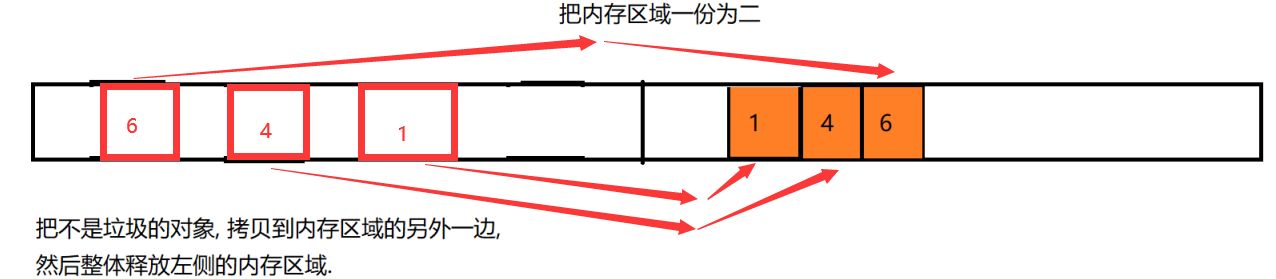 把内存区域一份为二
6 4 1 1 4 6
把不是垃圾的对象, 拷贝到内存区域的另外一边,
然后整体释放左侧的内存区域.